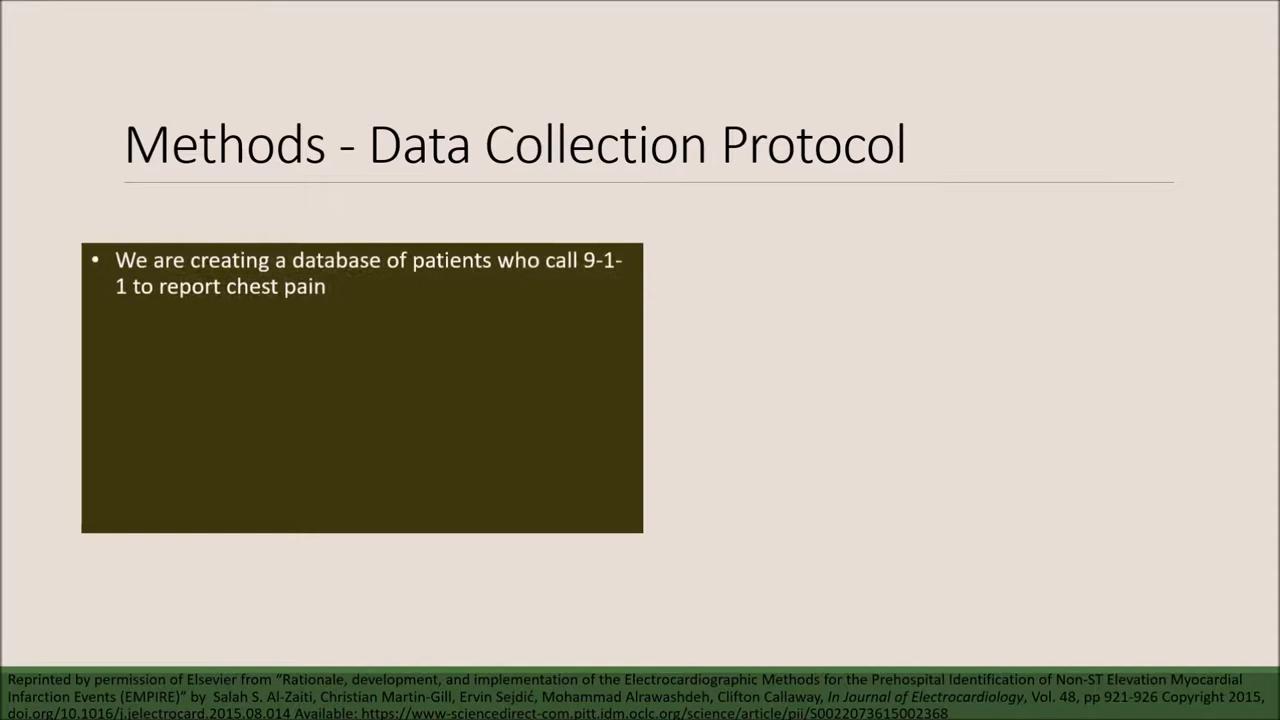 Methods - Data Collection Protocol
• We are creating a database of patients who call 9-1-
1 to report chest pain
Reprinted by permission of Elsevier from “Rationale, development, and implementation of the Electrocardiographic Methods for the Prehospital Identification of Non-ST Elevation Myocardial
Infarction Events (EMPIRE)” by Salah S. Al-Zaiti, Christian Martin-Gill, Ervin Sejdić, Mohammad Alrawashdeh, Clifton Callaway, In Journal of Electrocardiology, Vol. 48, pp 921-926 Copyright 2015,
doi.org/10.1016/j.jelectrocard.2015.08.014 Available: https://www-sciencedirect-com.pitt.idm.oclc.org/science/article/pii/S0022073615002368